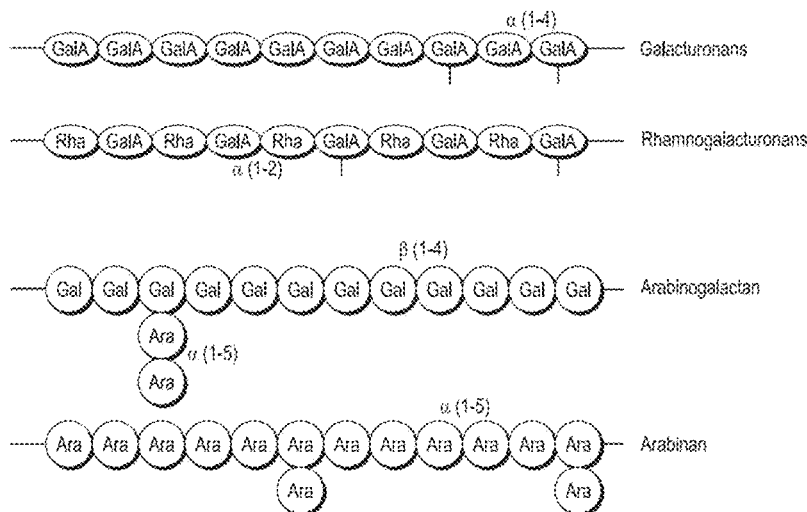 α (1-4)
GalA GalA GalA GalA GalA GalA GalA GalA GalA GalA Galacturonans
Rha GalA Rha GalA Rha GalA Rha GalA Rha GalA Rhamnogalacturonans
α (1-2)
β (1-4)
Gal Gal Gal Gal Gal Gal Gal Gal Gal Gal Gal Gal Arabinogalactan
Ara
α (1-5)
Ara
α (1-5)
Ara Ara Ara Ara Ara Ara Ara Ara Ara Ara Ara Ara Arabinan
Ara Ara